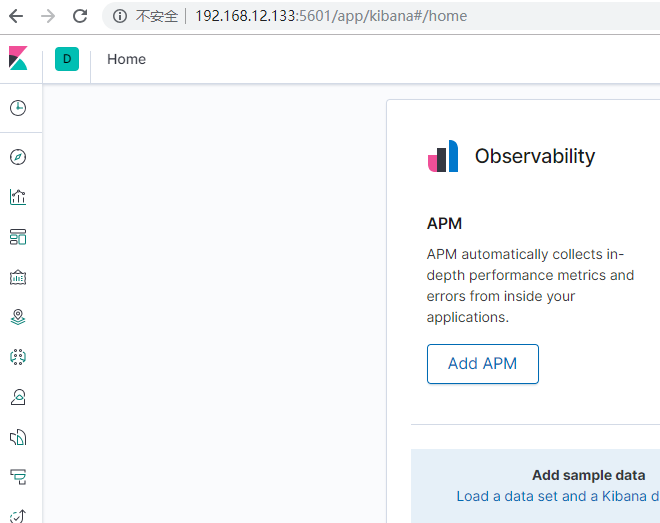 不安全 | 192.168.12.133:5601/app/kibana#/home
D Home
Observability
APM
APM automatically collects in-
depth performance metrics and
errors from inside your
applications.
Add APM
Add sample data
Load a data set and a Kibana d